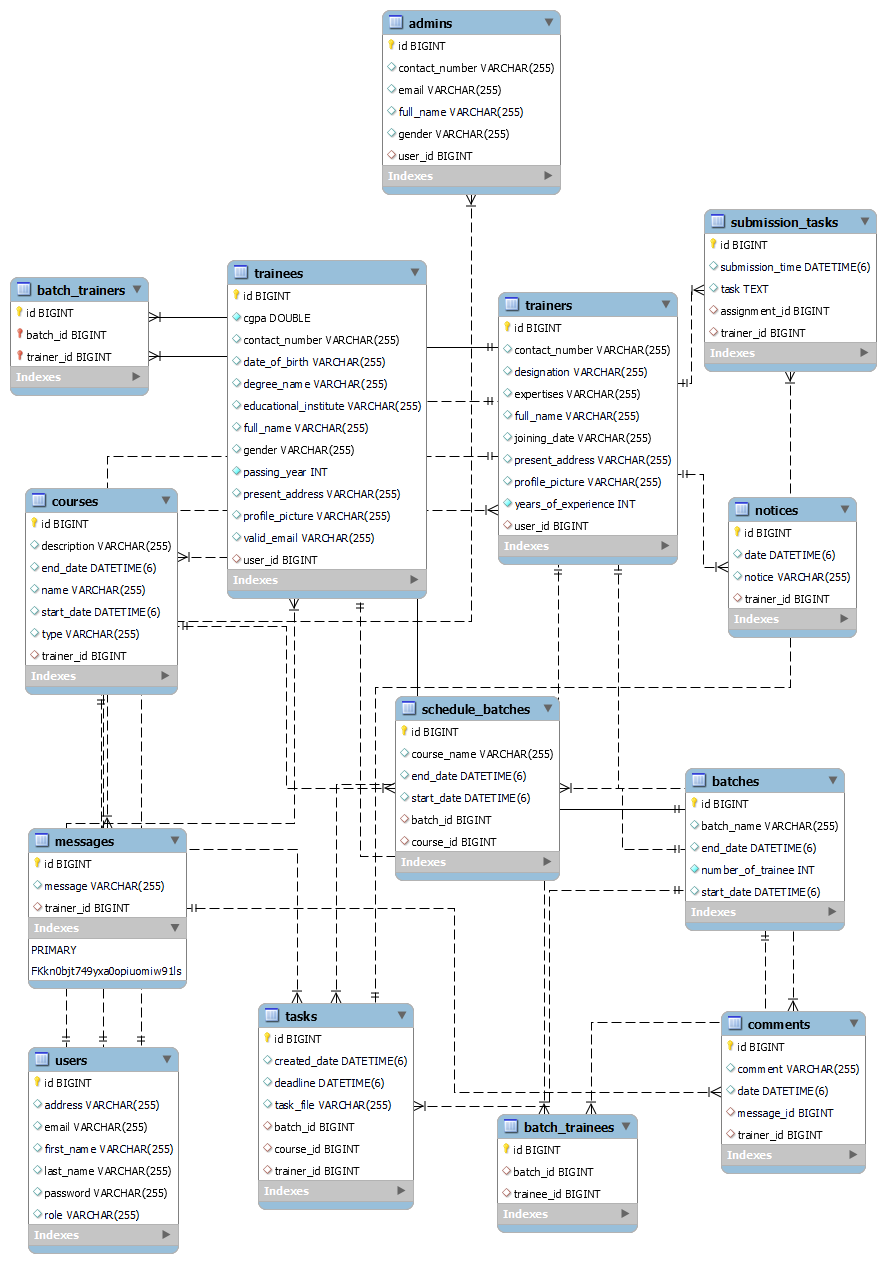 admins
id BIGINT
contact_number VARCHAR(255)
email VARCHAR(255)
full_name VARCHAR(255)
gender VARCHAR(255)
user_id BIGINT
Indexes
submission_tasks
id BIGINT
submission_time DATETIME(6)
task TEXT
assignment_id BIGINT
trainer_id BIGINT
Indexes
trainees
id BIGINT
cgpa DOUBLE
contact_number VARCHAR(255)
date_of_birth VARCHAR(255)
degree_name VARCHAR(255)
educational_institute VARCHAR(255)
full_name VARCHAR(255)
gender VARCHAR(255)
passing_year INT
present_address VARCHAR(255)
profile_picture VARCHAR(255)
valid_email VARCHAR(255)
user_id BIGINT
Indexes
batch_trainers
id BIGINT
batch_id BIGINT
trainer_id BIGINT
Indexes
trainers
id BIGINT
contact_number VARCHAR(255)
designation VARCHAR(255)
expertises VARCHAR(255)
full_name VARCHAR(255)
joining_date VARCHAR(255)
present_address VARCHAR(255)
profile_picture VARCHAR(255)
years_of_experience INT
user_id BIGINT
Indexes
courses
id BIGINT
description VARCHAR(255)
end_date DATETIME(6)
name VARCHAR(255)
start_date DATETIME(6)
type VARCHAR(255)
trainer_id BIGINT
Indexes
notices
id BIGINT
date DATETIME(6)
notice VARCHAR(255)
trainer_id BIGINT
Indexes
schedule_batches
id BIGINT
course_name VARCHAR(255)
end_date DATETIME(6)
start_date DATETIME(6)
batch_id BIGINT
course_id BIGINT
Indexes
batches
id BIGINT
batch_name VARCHAR(255)
end_date DATETIME(6)
number_of_trainee INT
start_date DATETIME(6)
Indexes
messages
id BIGINT
message VARCHAR(255)
trainer_id BIGINT
Indexes
PRIMARY
FKkn0bjt749yxa0opiuomiw91ls
tasks
id BIGINT
created_date DATETIME(6)
deadline DATETIME(6)
task_file VARCHAR(255)
batch_id BIGINT
course_id BIGINT
trainer_id BIGINT
Indexes
comments
id BIGINT
comment VARCHAR(255)
date DATETIME(6)
message_id BIGINT
trainer_id BIGINT
Indexes
users
id BIGINT
address VARCHAR(255)
email VARCHAR(255)
first_name VARCHAR(255)
last_name VARCHAR(255)
password VARCHAR(255)
role VARCHAR(255)
Indexes
batch_trainees
id BIGINT
batch_id BIGINT
trainee_id BIGINT
Indexes